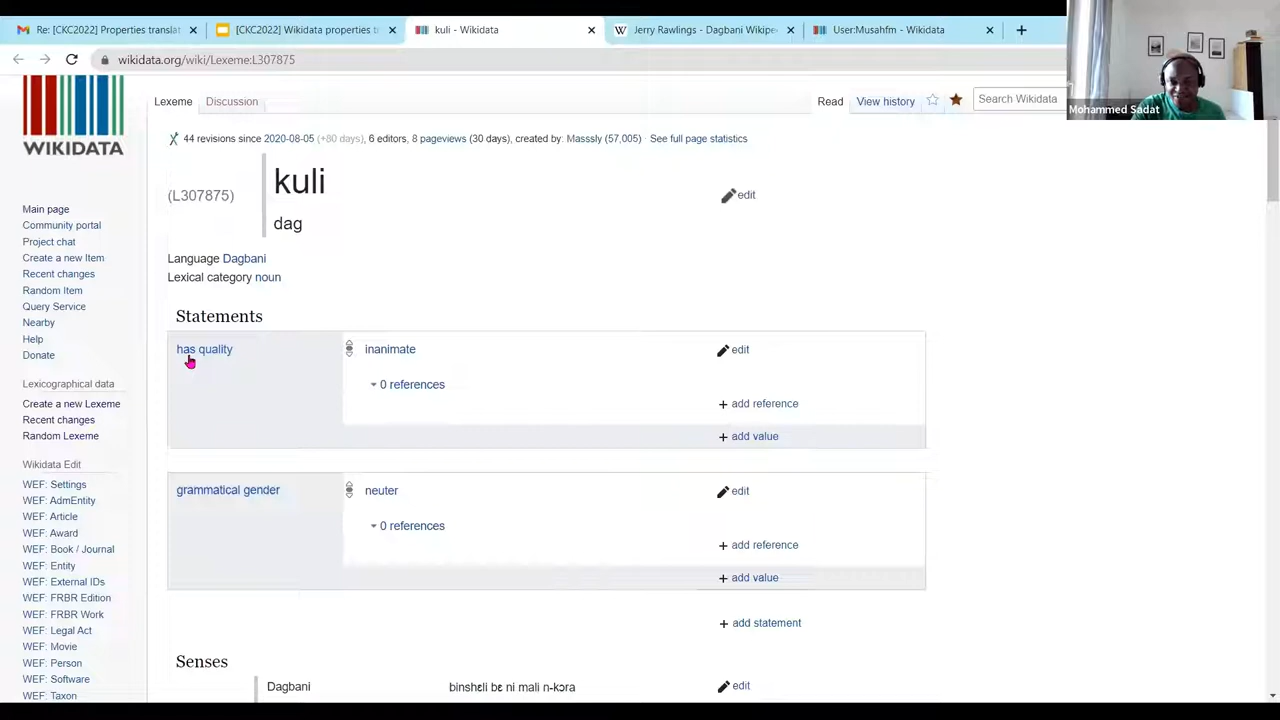 Re: [CKC2022] Properties translat
[CKC2022] Wikidata properties ti
kuli - Wikidata
Jerry Rawlings - Dagbani Wikipe
User:Musahfm - Wikidata
wikidata.org/wiki/Lexeme:L307875
Mohammed Sadat
WIKIDATA
Lexeme
Discussion
Read
View history
Search Wikidata
44 revisions since 2020-08-05 (+80 days), 6 editors, 8 pageviews (30 days), created by: Masssly (57,005) · See full page statistics
(L307875)
kuli
edit
dag
Language Dagbani
Lexical category noun
Main page
Community portal
Project chat
Create a new Item
Recent changes
Random Item
Query Service
Nearby
Help
Donate
Lexicographical data
Create a new Lexeme
Recent changes
Random Lexeme
Wikidata Edit
WEF: Settings
WEF: AdmEntity
WEF: Article
WEF: Award
WEF: Book / Journal
WEF: Entity
WEF: External IDs
WEF: FRBR Edition
WEF: FRBR Work
WEF: Legal Act
WEF: Movie
WEF: Person
WEF: Software
WEF: Taxon
Statements
has quality
inanimate
edit
0 references
+ add reference
+ add value
grammatical gender
neuter
edit
0 references
+ add reference
+ add value
+ add statement
Senses
Dagbani
binshɛli bɛ ni mali n-kɔra
edit